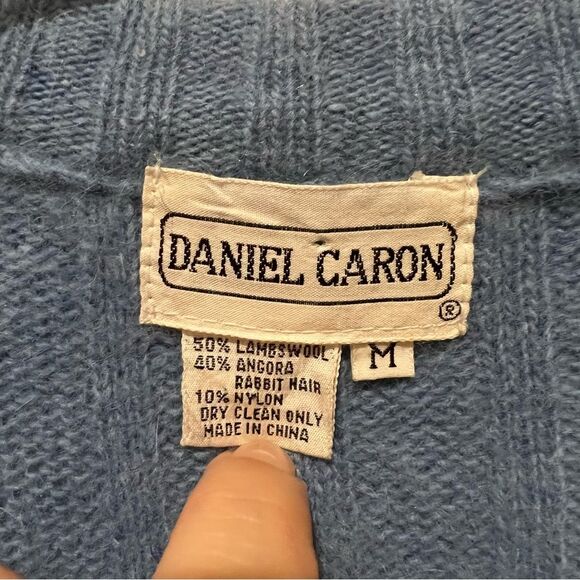 DANIEL CARON
®
50% LAMBSWOOL
40% ANGORA
RABBIT HAIR
10% NYLON
DRY CLEAN ONLY
MADE IN CHINA
M